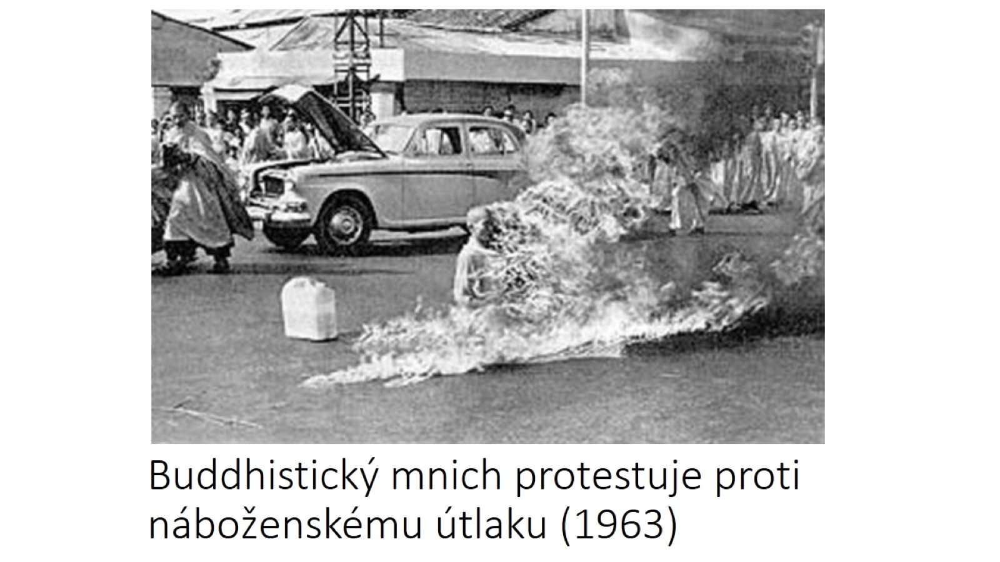 Buddhistický mnich protestuje proti
náboženskému útlaku (1963)